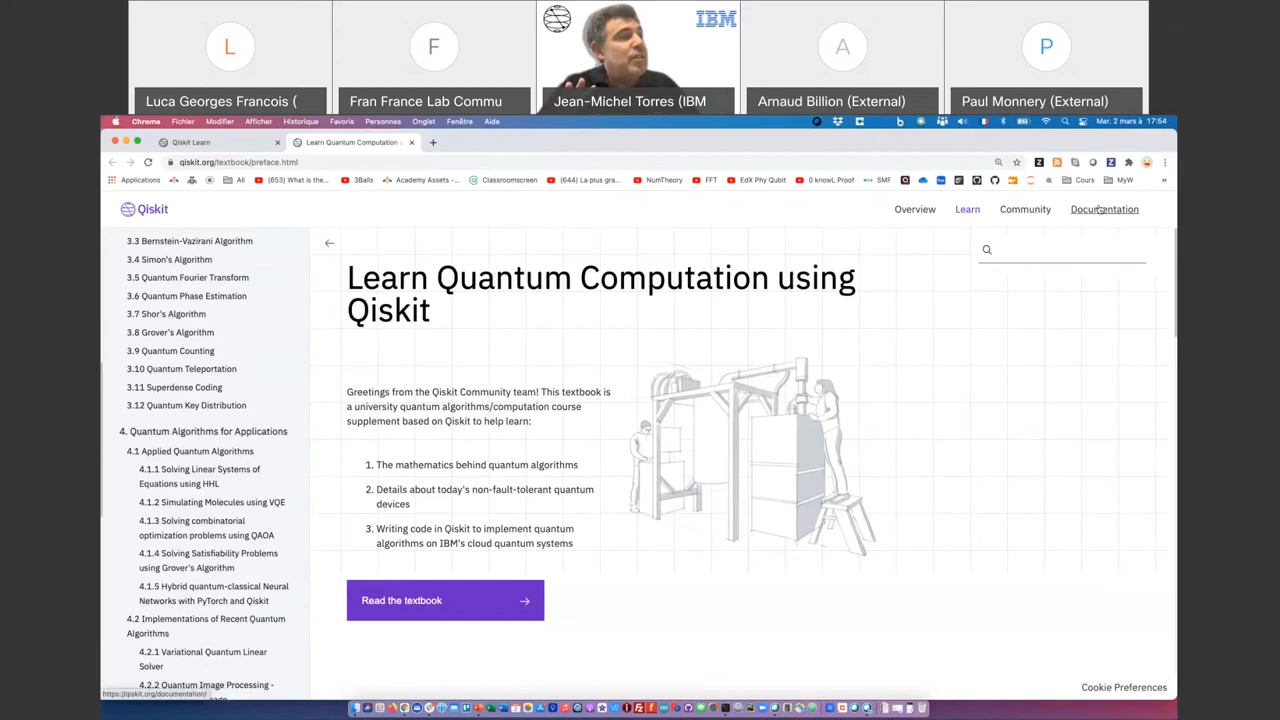 L
F
IBM
A
P
Luca Georges Francois (
Fran France Lab Commu
Jean-Michel Torres (IBM
Arnaud Billion (External)
Paul Monnery (External)
Chrome Fichier Modifier Afficher Historique Favoris Personnes Onglet Fenêtre Aide
Mar. 2 mars à 17:54
Qiskit Learn
Learn Quantum Computation u
qiskit.org/textbook/preface.html
Applications
All
(653) What is the...
3Balls
Academy Assets -...
Classroomscreen
(644) La plus gra...
NumTheory
FFT
EdX Phy Qubit
0 knowL Proof
SMF
Cours
MyW
Qiskit
Overview
Learn
Community
Documentation
3.3 Bernstein-Vazirani Algorithm
3.4 Simon's Algorithm
3.5 Quantum Fourier Transform
3.6 Quantum Phase Estimation
3.7 Shor's Algorithm
3.8 Grover's Algorithm
3.9 Quantum Counting
3.10 Quantum Teleportation
3.11 Superdense Coding
3.12 Quantum Key Distribution
4. Quantum Algorithms for Applications
4.1 Applied Quantum Algorithms
4.1.1 Solving Linear Systems of
Equations using HHL
4.1.2 Simulating Molecules using VQE
4.1.3 Solving combinatorial
optimization problems using QAOA
4.1.4 Solving Satisfiability Problems
using Grover's Algorithm
4.1.5 Hybrid quantum-classical Neural
Networks with PyTorch and Qiskit
4.2 Implementations of Recent Quantum
Algorithms
4.2.1 Variational Quantum Linear
Solver
4.2.2 Quantum Image Processing -
https://qiskit.org/documentation/
Learn Quantum Computation using
Qiskit
Greetings from the Qiskit Community team! This textbook is
a university quantum algorithms/computation course
supplement based on Qiskit to help learn:
1. The mathematics behind quantum algorithms
2. Details about today's non-fault-tolerant quantum
devices
3. Writing code in Qiskit to implement quantum
algorithms on IBM's cloud quantum systems
Read the textbook
Cookie Preferences